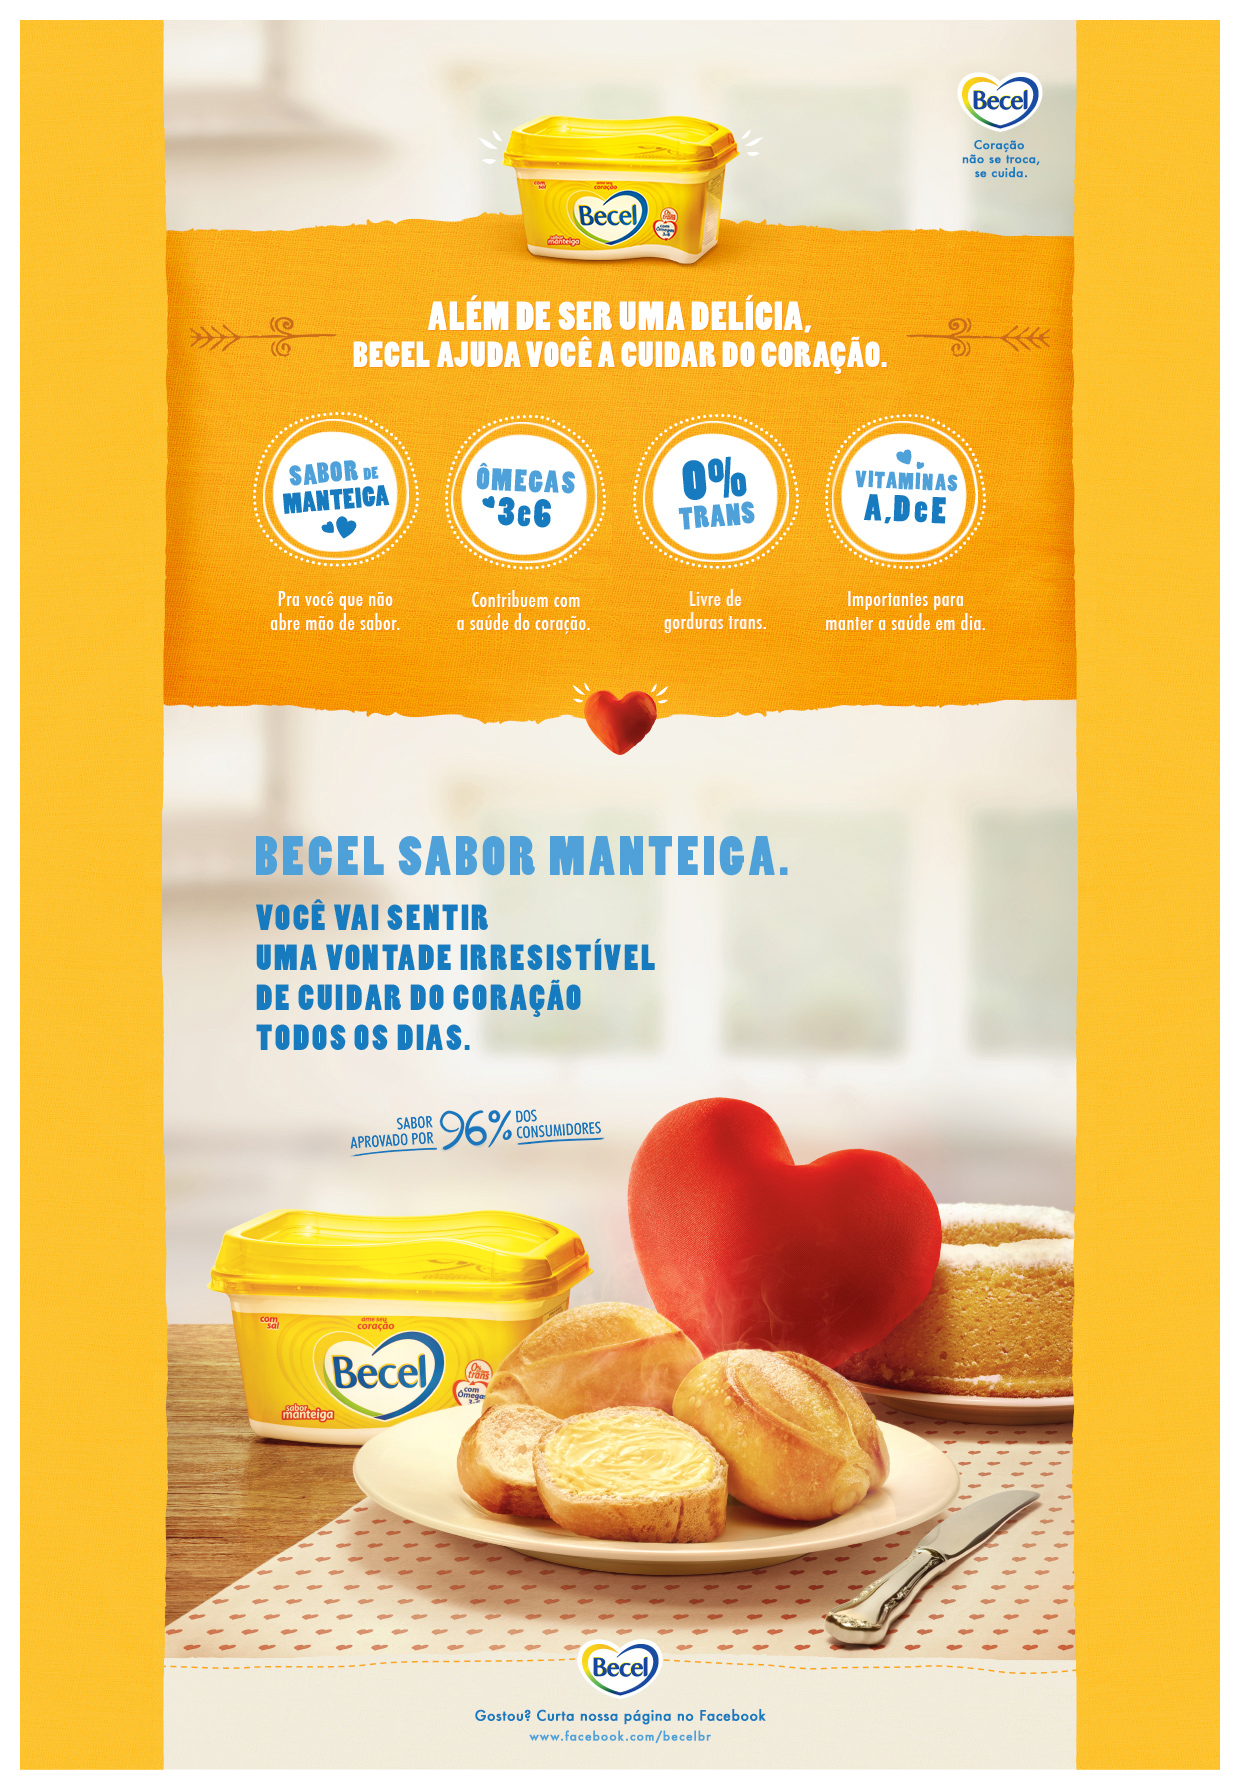 Becel
Coração
não se troca,
se cuida.
com
sal
ame seu
coração
Becel
0%
trans
com
Ômegas
3-6
sabor
manteiga
ALÉM DE SER UMA DELÍCIA,
BECEL AJUDA VOCÊ A CUIDAR DO CORAÇÃO.
SABOR DE
MANTEIGA
ÔMEGAS
3e6
0%
TRANS
VITAMINAS
A,DeE
Pra você que não
abre mão de sabor.
Contribuem com
a saúde do coração.
Livre de
gorduras trans.
Importantes para
manter a saúde em dia.
BECEL SABOR MANTEIGA.
VOCÊ VAI SENTIR
UMA VONTADE IRRESISTÍVEL
DE CUIDAR DO CORAÇÃO
TODOS OS DIAS.
SABOR
APROVADO POR
96%
DOS
CONSUMIDORES
com
sal
ame seu
coração
Becel
trans
com
sabor
manteiga
Becel
Gostou? Curta nossa página no Facebook
www.facebook.com/becelbr